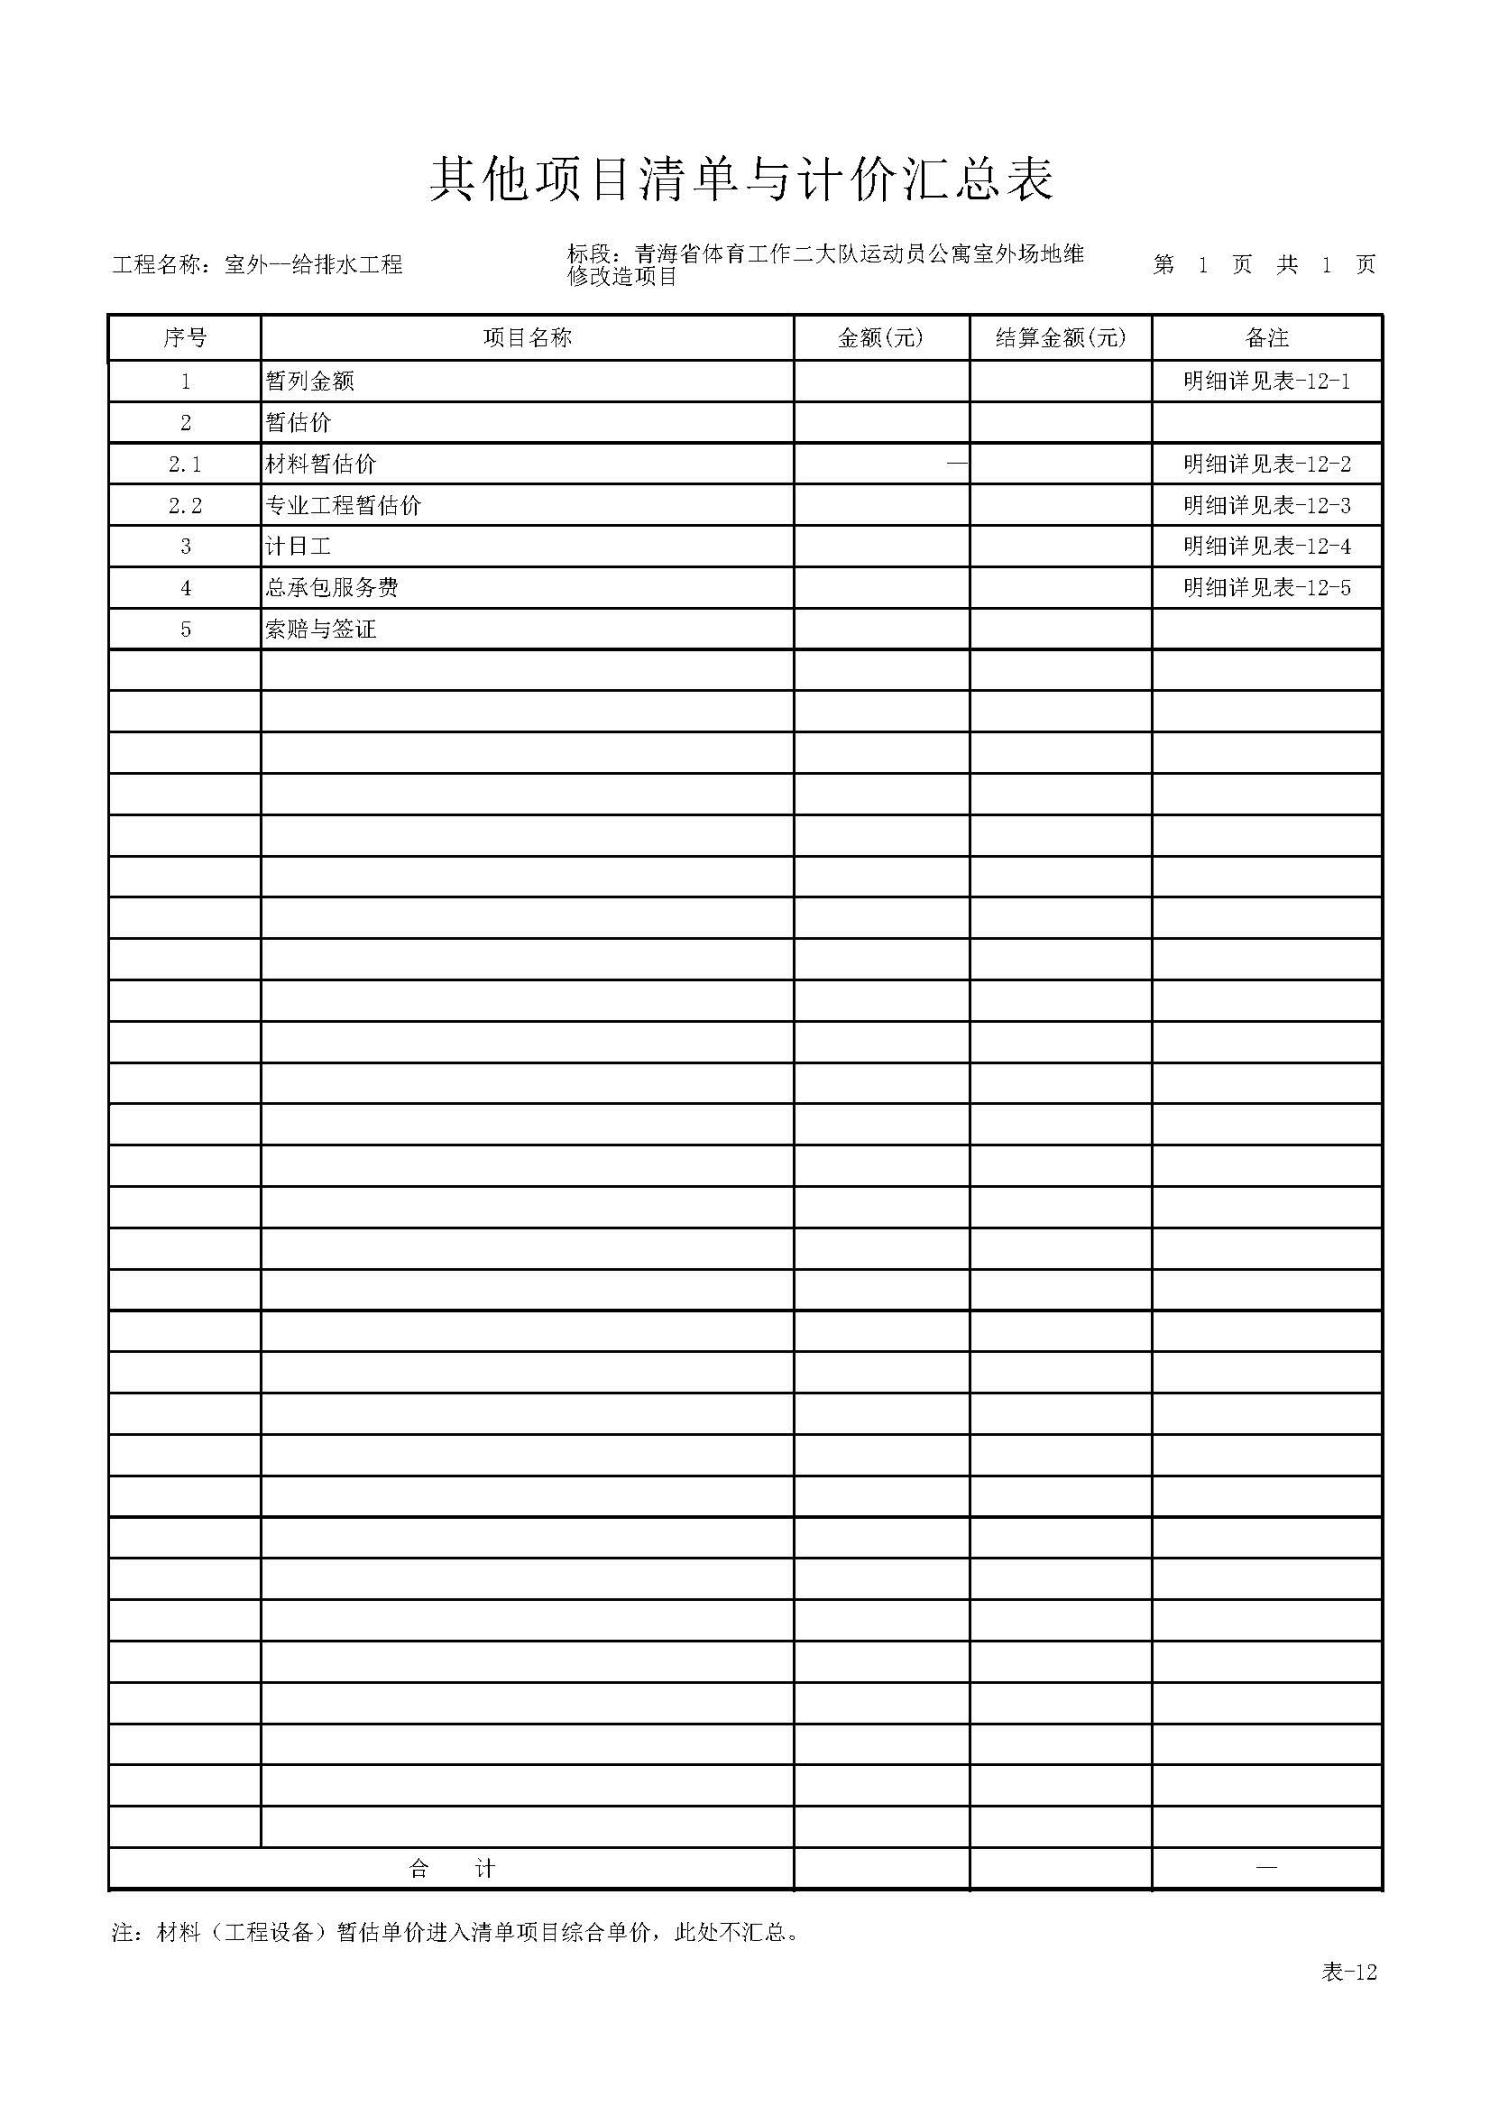 其他项目清单与计价汇总表
工程名称：室外--给排水工程
标段：青海省体育工作二大队运动员公寓室外场地维
修改造项目
第 1 页 共 1 页
序号 项目名称 金额(元) 结算金额(元) 备注
1 暂列金额 明细详见表-12-1
2 暂估价
2.1 材料暂估价 — 明细详见表-12-2
2.2 专业工程暂估价 明细详见表-12-3
3 计日工 明细详见表-12-4
4 总承包服务费 明细详见表-12-5
5 索赔与签证
合 计 —
注：材料（工程设备）暂估单价进入清单项目综合单价，此处不汇总。
表-12